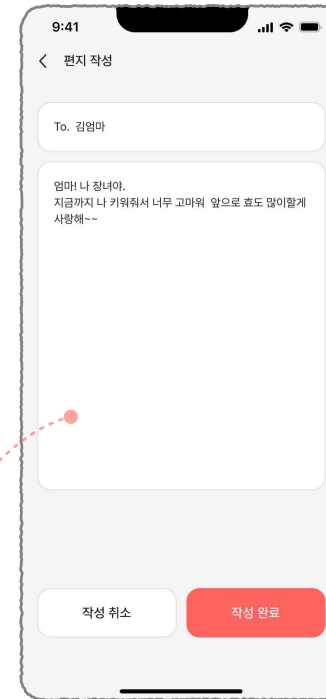 9:41
편지 작성
To. 김엄마
엄마! 나 장녀야.
지금까지 나 키워줘서 너무 고마워 앞으로 효도 많이할게
사랑해~~
작성 취소
작성 완료